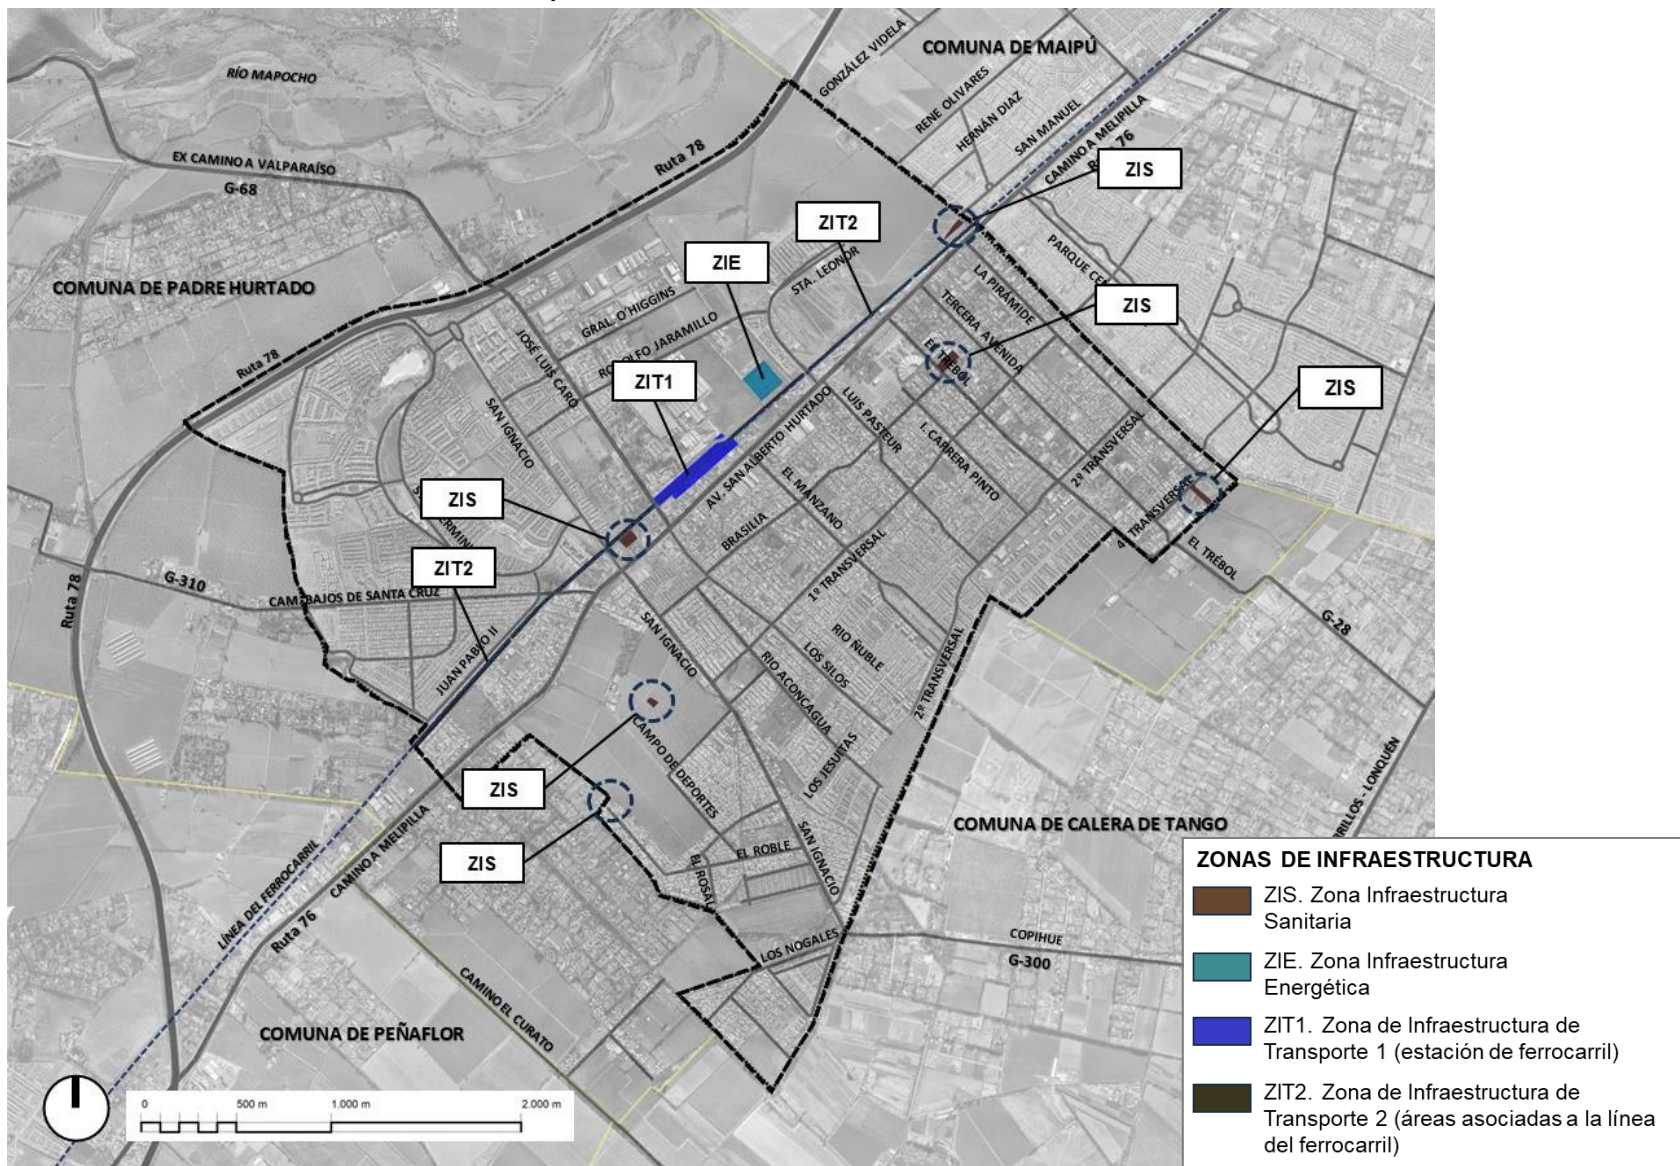 COMUNA DE MAIPÚ
GONZÁLEZ VIDELA
RÍO MAPOCHO
RENE OLIVARES
HERNÁN DIAZ
SAN MANUEL
CAMINO A MELIPILLA
76
Ruta 78
EX CAMINO A VALPARAÍSO
G-68
ZIS
ZIT2
ZIE
STA. LEONOR
PARQUE
LA PIRÁMIDE
COMUNA DE PADRE HURTADO
TERCERA AVENIDA
ZIS
GRAL. O'HIGGINS
JARAMILLO
JOSÉ LUIS CARO
EL TREBOL
Ruta 78
ZIT1
ZIS
LUIS PASTEUR
SAN IGNACIO
AV. SAN ALBERTO HURTADO
I. CARRERA PINTO
2º TRANSVERSAL
EL MANZANO
ZIS
TRANSVERSAL
BRASILIA
ZIT2
1º TRANSVERSAL
EL TRÉBOL
G-310
CAM. BAJOS DE SANTA CRUZ
Ruta 78
G-28
SAN IGNACIO
RIO ÑUBLE
JUAN PABLO II
LOS SILOS
2º TRANSVERSAL
RIO ACONCAGUA
CAMPO DE DEPORTES
LOS JESUITAS
ZIS
LONQUÉN
ZIS
COMUNA DE CALERA DE TANGO
CAMINO A MELIPILLA
EL ROBLE
SAN IGNACIO
EL ROSAL
LÍNEA DEL FERROCARRIL
Ruta 76
LOS NOGALES
COPIHUE
G-300
CAMINO EL CURATO
COMUNA DE PEÑAFLOR
0 500 m 1.000 m 2.000 m
ZONAS DE INFRAESTRUCTURA
ZIS. Zona Infraestructura
Sanitaria
ZIE. Zona Infraestructura
Energética
ZIT1. Zona de Infraestructura de
Transporte 1 (estación de ferrocarril)
ZIT2. Zona de Infraestructura de
Transporte 2 (áreas asociadas a la línea
del ferrocarril)